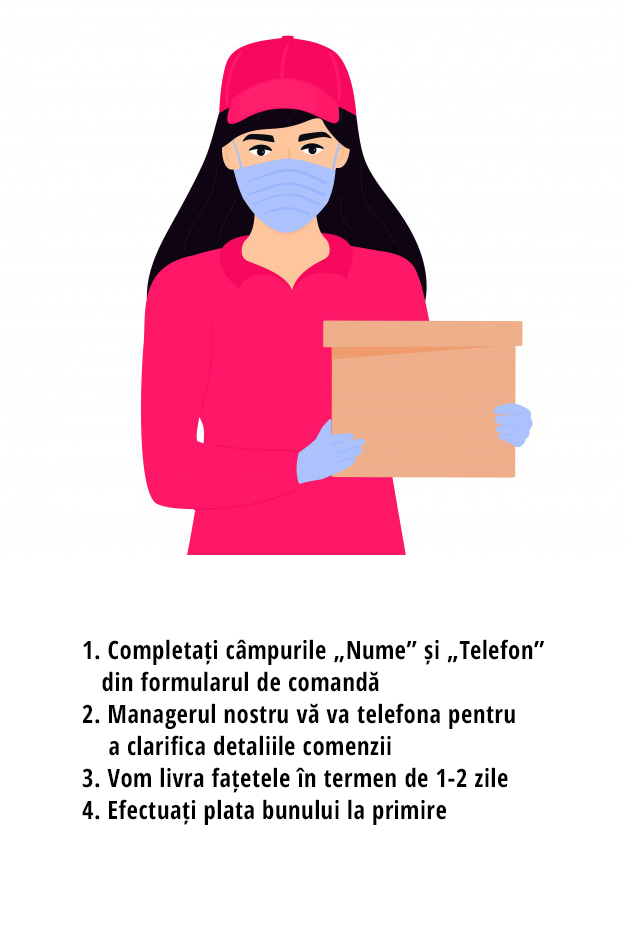 1. Completați câmpurile „Nume” și „Telefon”
din formularul de comandă
2. Managerul nostru vă va telefona pentru
a clarifica detaliile comenzii
3. Vom livra fațetele în termen de 1-2 zile
4. Efectuați plata bunului la primire